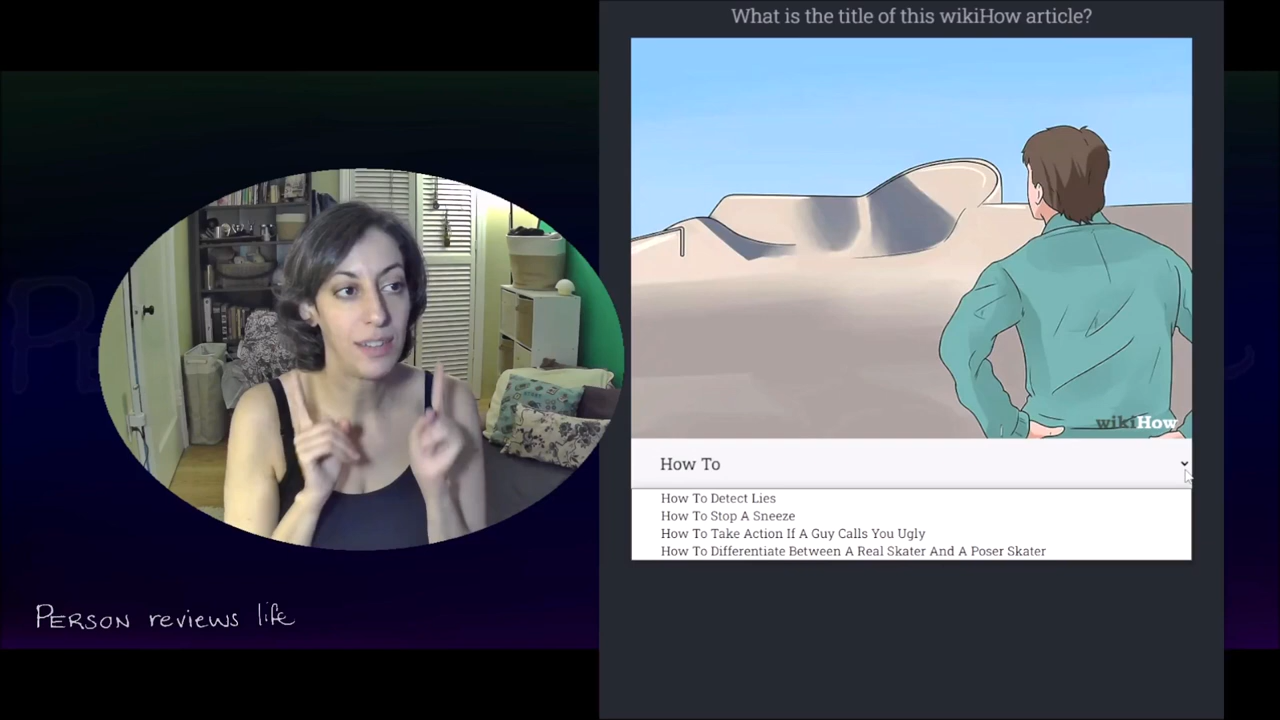 What is the title of this wikiHow article?
wikiHow
How To
How To Detect Lies
How To Stop A Sneeze
How To Take Action If A Guy Calls You Ugly
How To Differentiate Between A Real Skater And A Poser Skater
PERSON reviews life